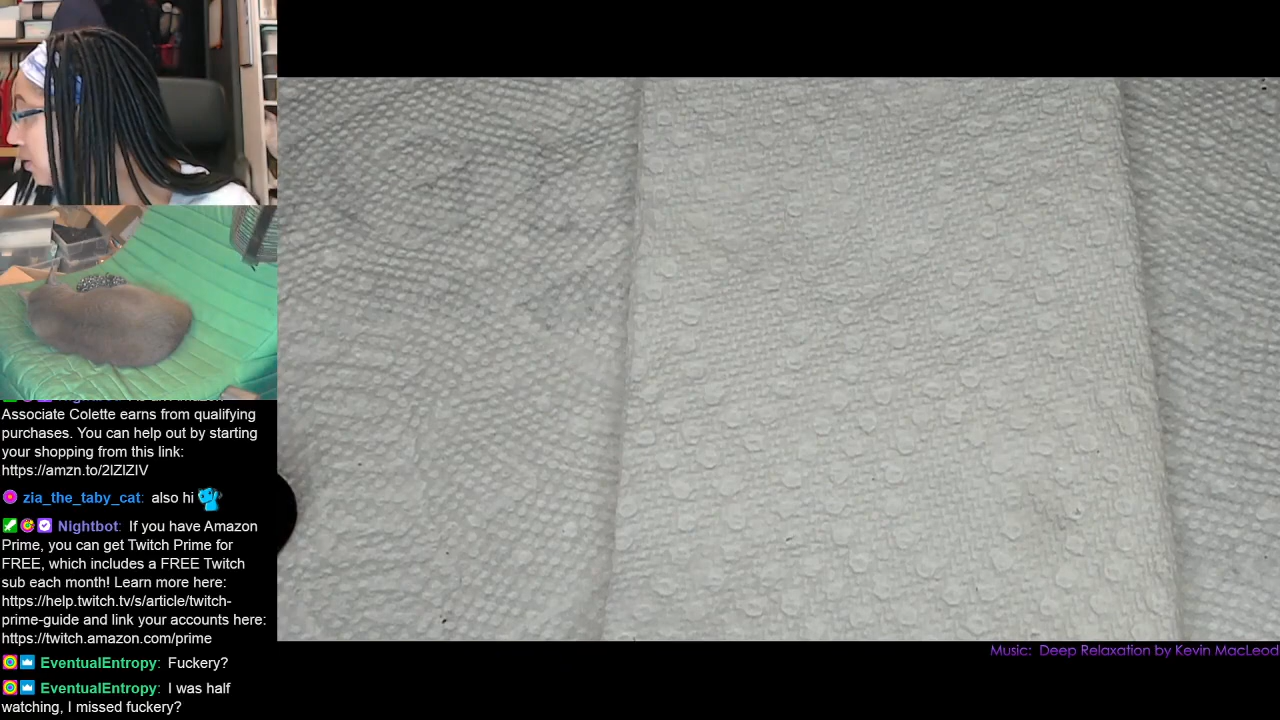 Associate Colette earns from qualifying
purchases. You can help out by starting
your shopping from this link:
https://amzn.to/2IZIZIV
zia_the_taby_cat: also hi
Nightbot: If you have Amazon
Prime, you can get Twitch Prime for
FREE, which includes a FREE Twitch
sub each month! Learn more here:
https://help.twitch.tv/s/article/twitch-
prime-guide and link your accounts here:
https://twitch.amazon.com/prime
EventualEntropy: Fuckery?
EventualEntropy: I was half
watching, I missed fuckery?
Music: Deep Relaxation by Kevin MacLeod